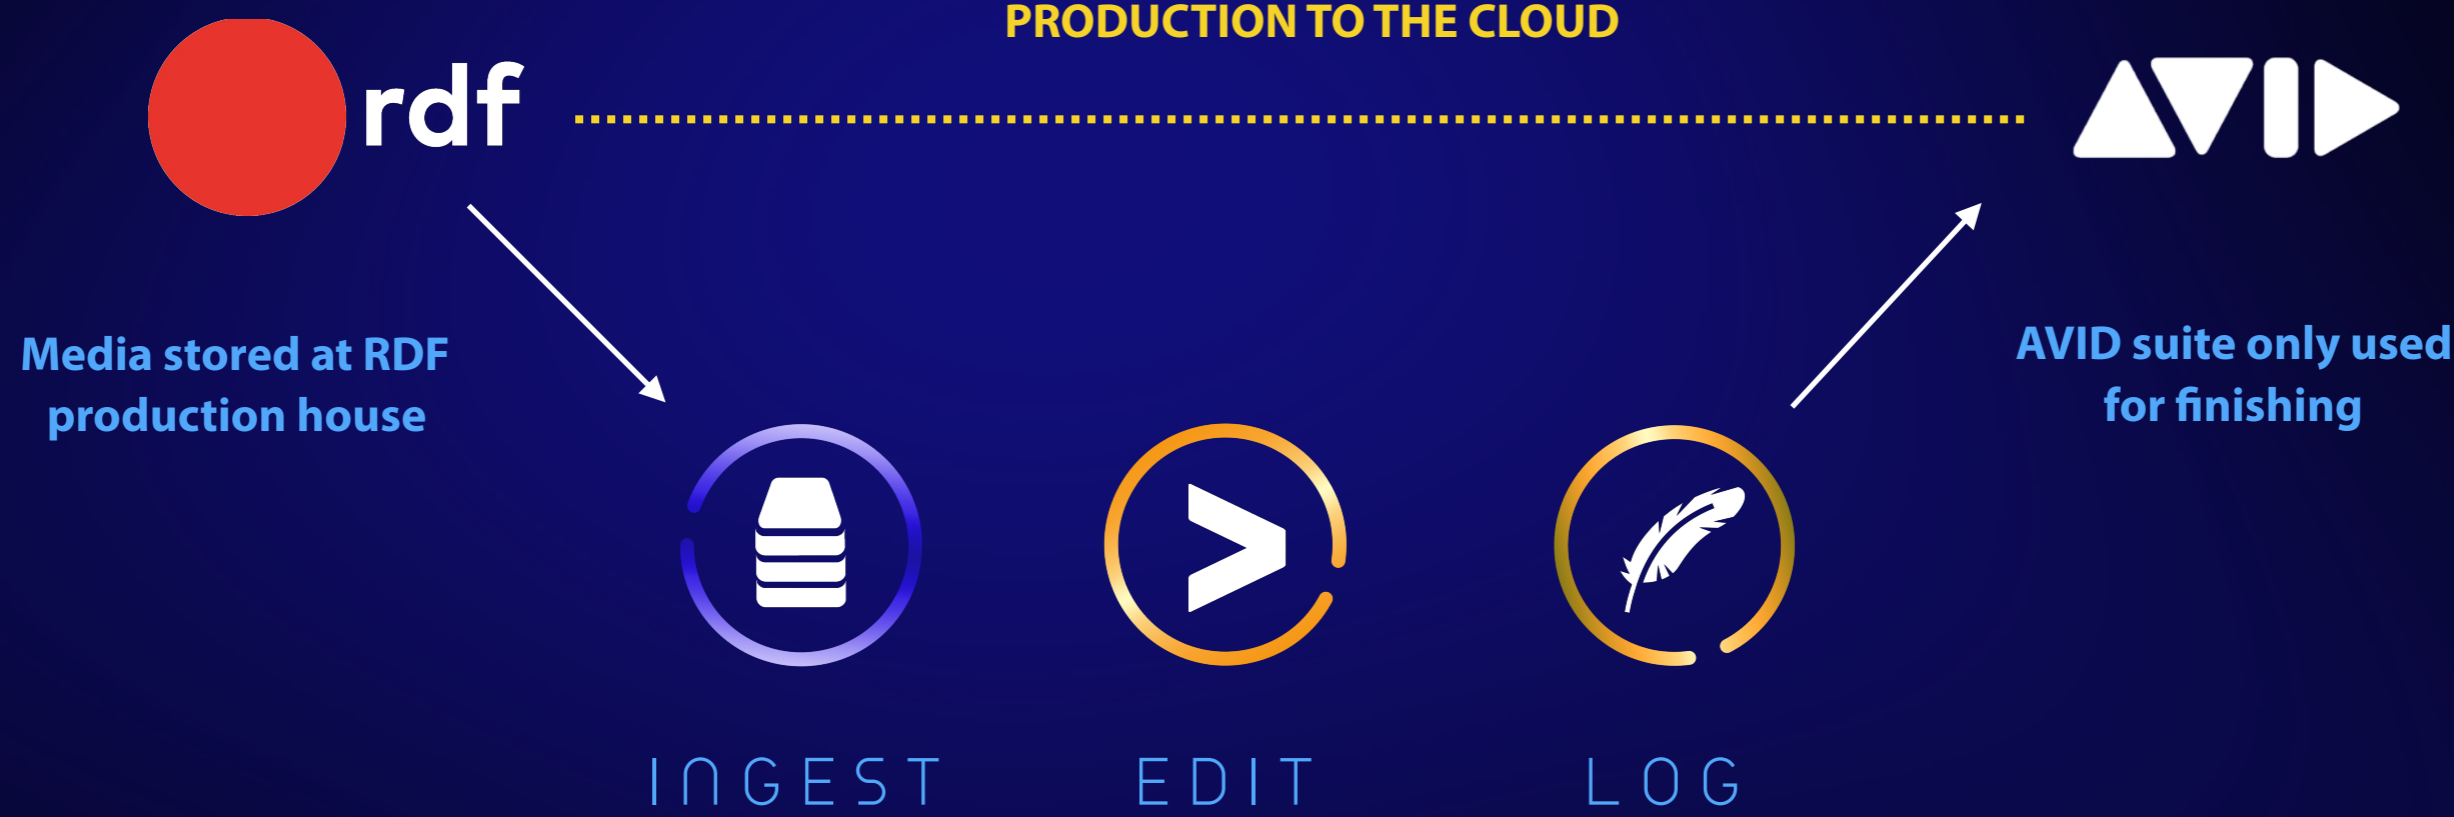 PRODUCTION TO THE CLOUD
rdf
AVID
Media stored at RDF
production house
AVID suite only used
for finishing
INGEST
EDIT
LOG